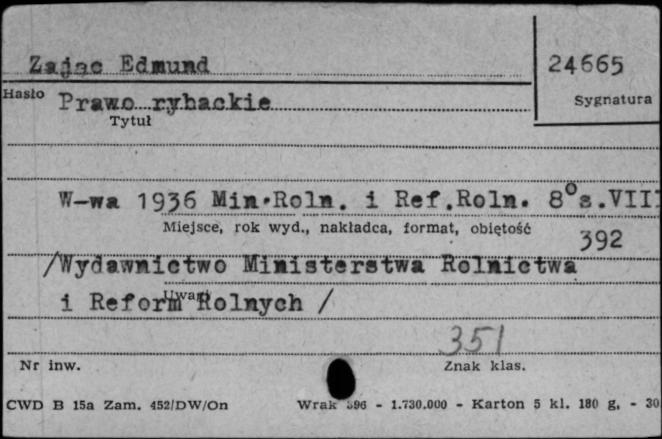 Zając Edmund
24665
Hasło
Prawo rybackie
Sygnatura
Tytuł
W-wa 1936 Min.Roln. i Ref.Roln. 8° s.VIII
Miejsce, rok wyd., nakładca, format, objętość
392
/Wydawnictwo Ministerstwa Rolnictwa
Uwagi
i Reform Rolnych /
351
Nr inw.
Znak klas.
CWD B 15a Zam. 452/DW/On
Wrak 396 - 1.730.000 - Karton 5 kl. 180 g. - 30